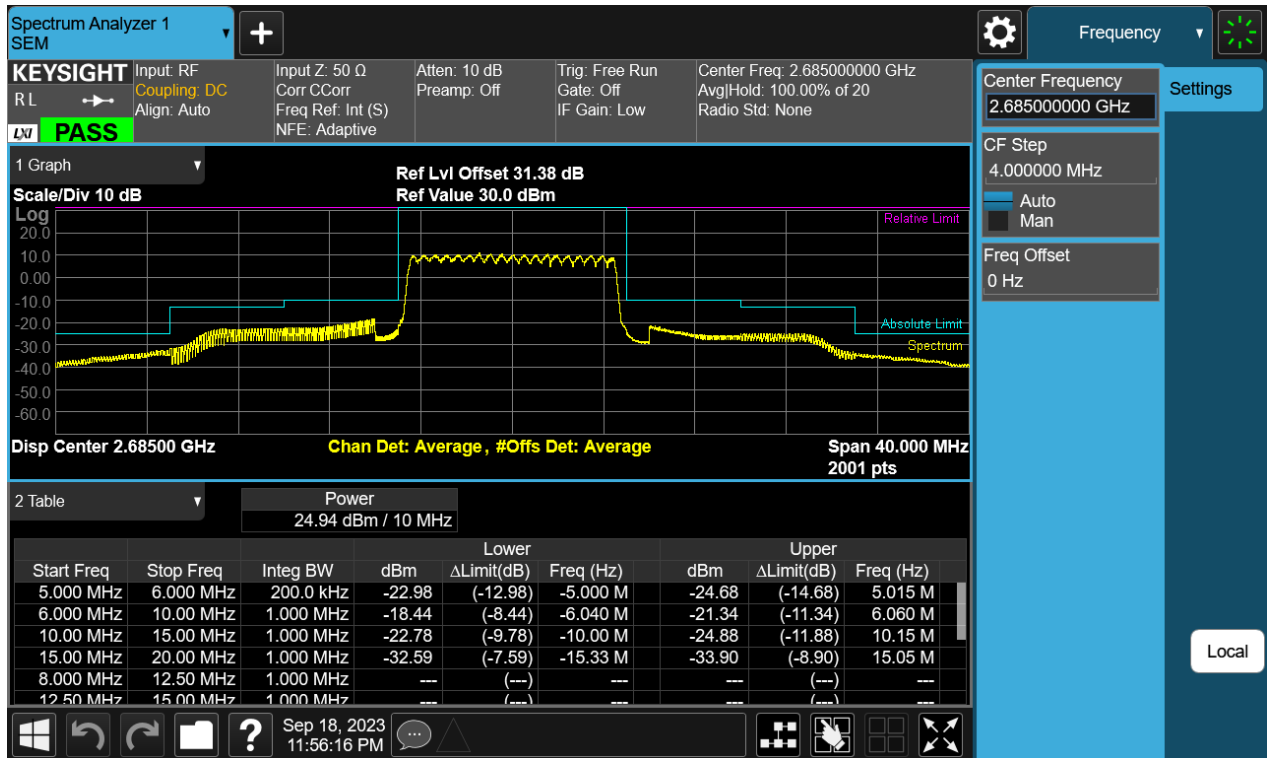 Spectrum Analyzer 1
SEM
+
Frequency
KEYSIGHT
RL
LXI
PASS
Input: RF
Coupling: DC
Align: Auto
Input Z: 50 Ω
Corr CCorr
Freq Ref: Int (S)
NFE: Adaptive
Atten: 10 dB
Preamp: Off
Trig: Free Run
Gate: Off
IF Gain: Low
Center Freq: 2.685000000 GHz
Avg|Hold: 100.00% of 20
Radio Std: None
Center Frequency
2.685000000 GHz
Settings
CF Step
4.000000 MHz
Auto
Man
Freq Offset
0 Hz
1 Graph
Ref Lvl Offset 31.38 dB
Scale/Div 10 dB
Ref Value 30.0 dBm
Log
20.0
10.0
0.00
-10.0
-20.0
-30.0
-40.0
-50.0
-60.0
Relative Limit
Absolute Limit
Spectrum
Disp Center 2.68500 GHz
Chan Det: Average, #Offs Det: Average
Span 40.000 MHz
2001 pts
2 Table
Power
24.94 dBm / 10 MHz
Lower Upper
Start Freq Stop Freq Integ BW dBm ΔLimit(dB) Freq (Hz) dBm ΔLimit(dB) Freq (Hz)
5.000 MHz 6.000 MHz 200.0 kHz -22.98 (-12.98) -5.000 M -24.68 (-14.68) 5.015 M
6.000 MHz 10.00 MHz 1.000 MHz -18.44 (-8.44) -6.040 M -21.34 (-11.34) 6.060 M
10.00 MHz 15.00 MHz 1.000 MHz -22.78 (-9.78) -10.00 M -24.88 (-11.88) 10.15 M
15.00 MHz 20.00 MHz 1.000 MHz -32.59 (-7.59) -15.33 M -33.90 (-8.90) 15.05 M
8.000 MHz 12.50 MHz 1.000 MHz --- (---) --- --- (---) ---
12.50 MHz 15.00 MHz 1.000 MHz --- (---) --- --- (---) ---
Local
?
Sep 18, 2023
11:56:16 PM